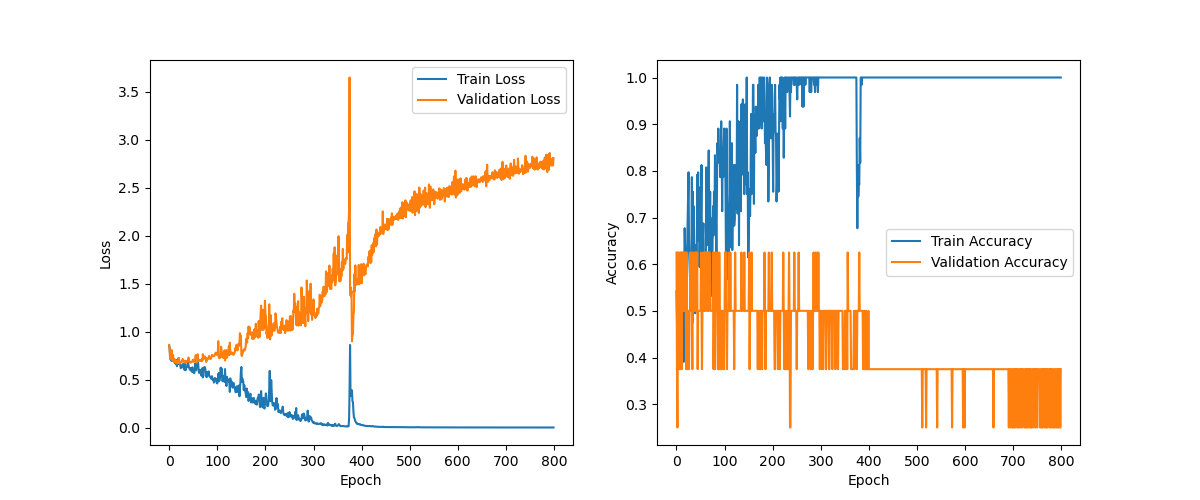 3.5
3.0
2.5
2.0
1.5
1.0
0.5
0.0
Loss
0 100 200 300 400 500 600 700 800
Epoch
Train Loss
Validation Loss
1.0
0.9
0.8
0.7
0.6
0.5
0.4
0.3
Accuracy
0 100 200 300 400 500 600 700 800
Epoch
Train Accuracy
Validation Accuracy